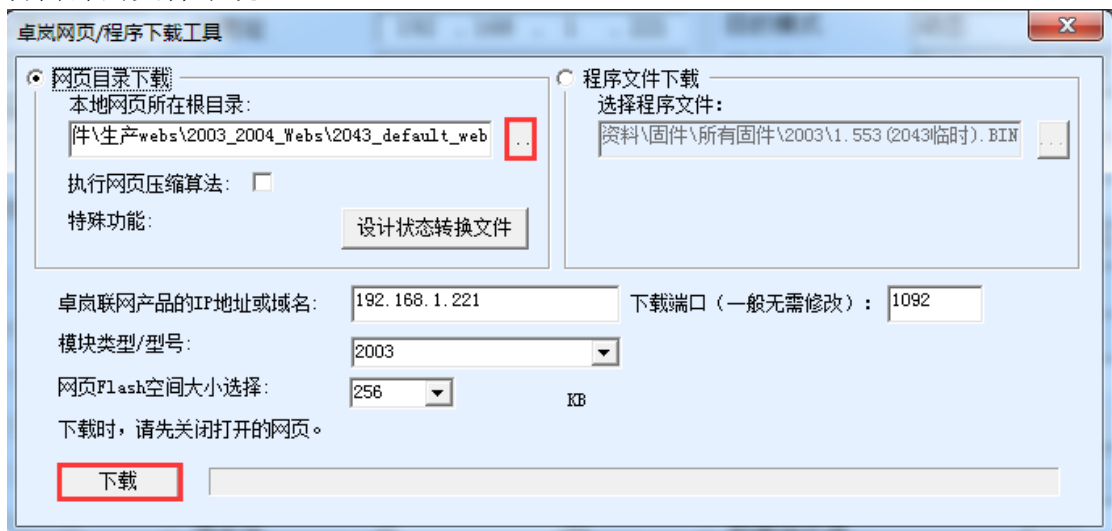 卓岚网页/程序下载工具
网页目录下载
本地网页所在根目录:
件\生产webs\2003_2004_Webs\2043_default_web
..
执行网页压缩算法:
特殊功能:
设计状态转换文件
程序文件下载
选择程序文件:
资料\固件\所有固件\2003\1.553(2043临时).BIN
...
卓岚联网产品的IP地址或域名:
192.168.1.221
下载端口（一般无需修改）:
1092
模块类型/型号:
2003
网页Flash空间大小选择:
256
KB
下载时，请先关闭打开的网页。
下载